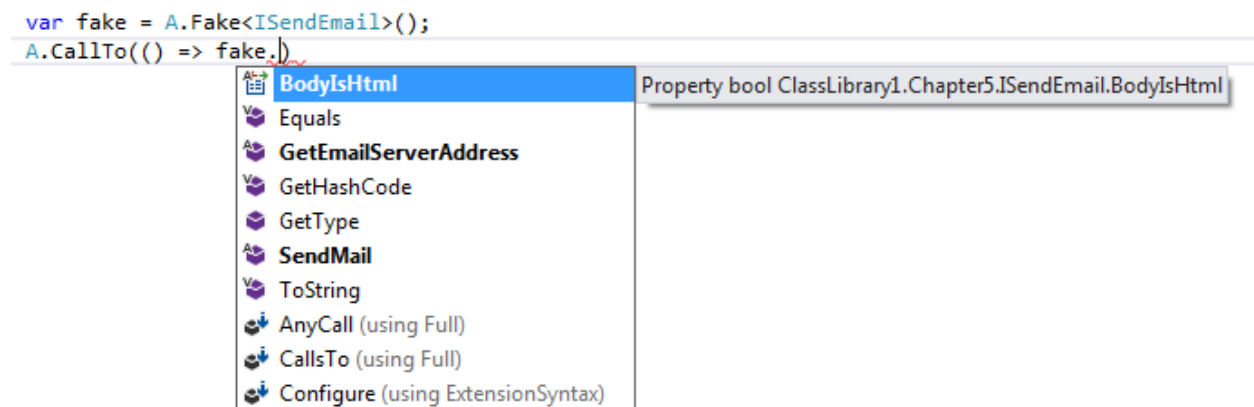 var fake = A.Fake<ISendEmail>();
A.CallTo(() => fake.)
BodyIsHtml Property bool ClassLibrary1.Chapter5.ISendEmail.BodyIsHtml
Equals
GetEmailServerAddress
GetHashCode
GetType
SendMail
ToString
AnyCall (using Full)
CallsTo (using Full)
Configure (using ExtensionSyntax)